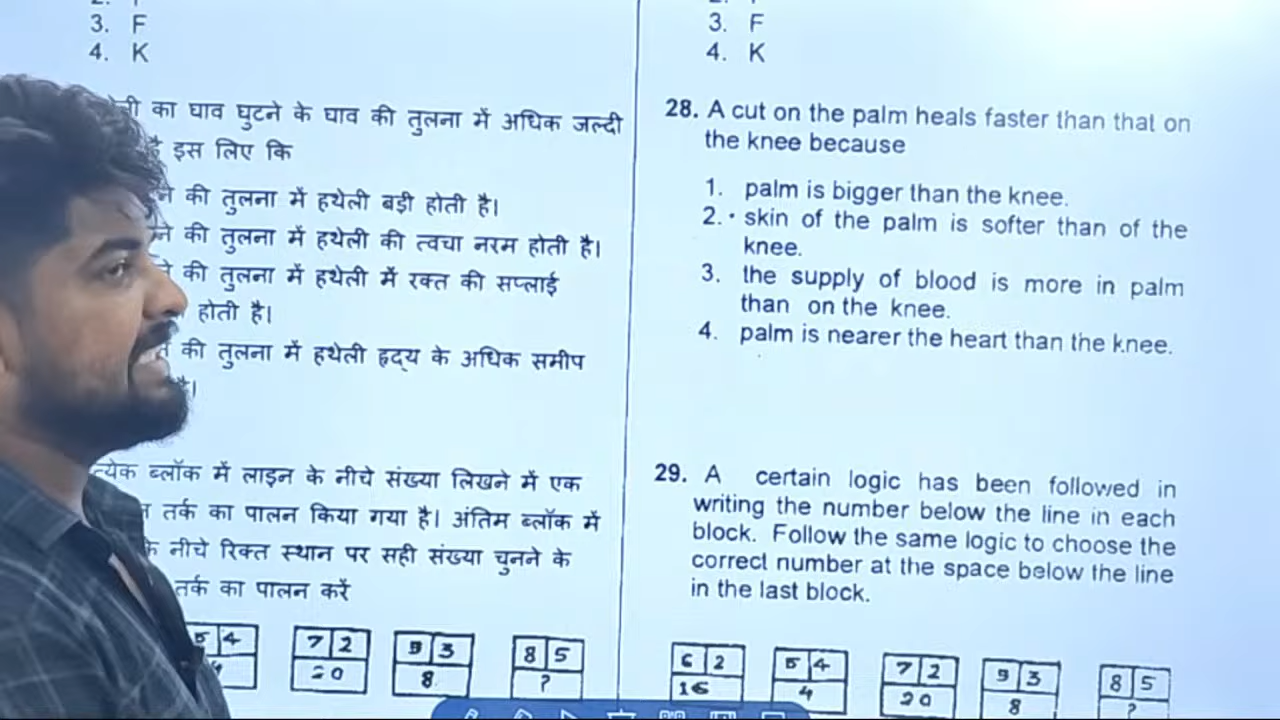 3. F
4. K
का घाव घुटने के घाव की तुलना में अधिक जल्दी
इस लिए कि
की तुलना में हथेली बड़ी होती है।
की तुलना में हथेली की त्वचा नरम होती है।
की तुलना में हथेली में रक्त की सप्लाई
होती है।
की तुलना में हथेली हृदय के अधिक समीप
है।
ब्लॉक में लाइन के नीचे संख्या लिखने में एक
तर्क का पालन किया गया है। अंतिम ब्लॉक में
के नीचे रिक्त स्थान पर सही संख्या चुनने के
तर्क का पालन करें
5 4
7 2
20
9 3
8
8 5
?
3. F
4. K
28. A cut on the palm heals faster than that on
the knee because
1. palm is bigger than the knee.
2. skin of the palm is softer than of the
knee.
3. the supply of blood is more in palm
than on the knee.
4. palm is nearer the heart than the knee.
29. A certain logic has been followed in
writing the number below the line in each
block. Follow the same logic to choose the
correct number at the space below the line
in the last block.
6 2
16
5 4
4
7 2
20
9 3
8
8 5
?